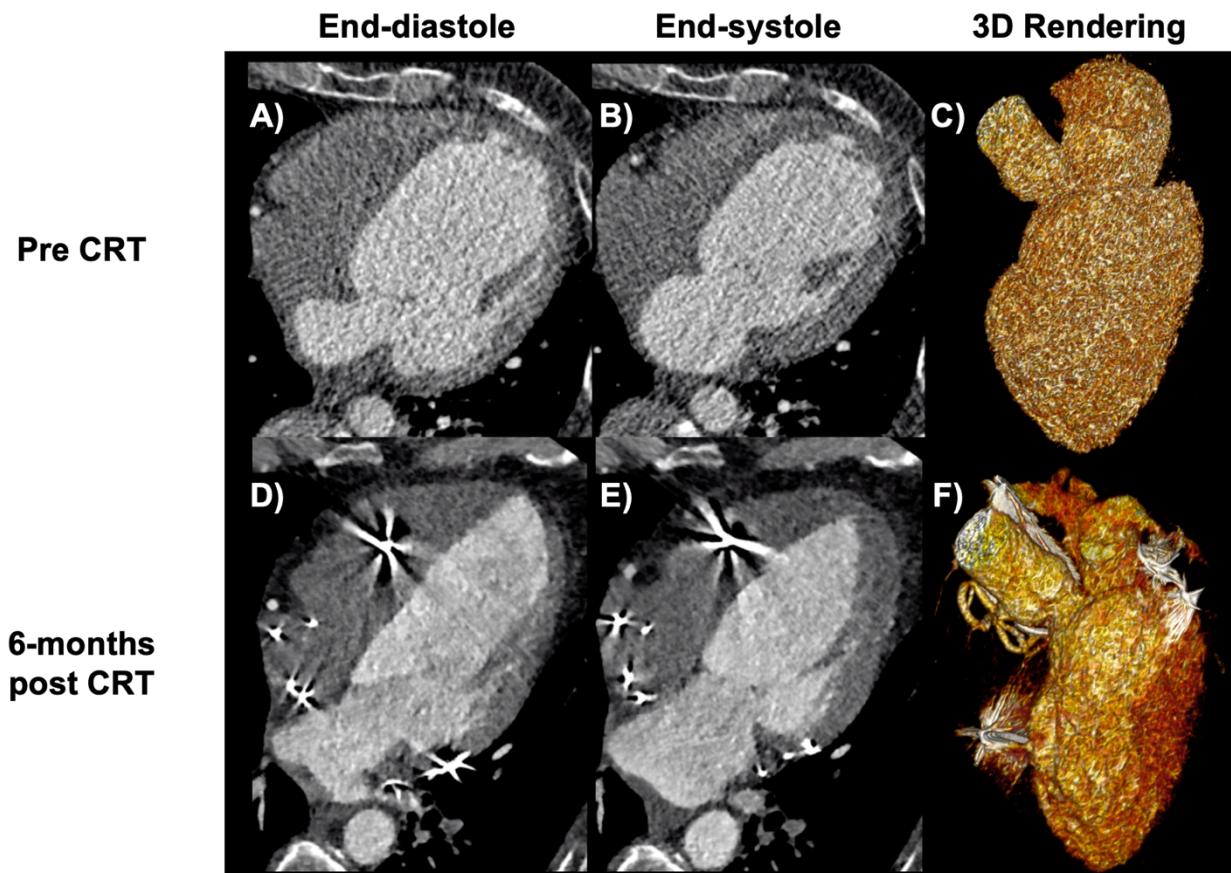 End-diastole
End-systole
3D Rendering
A)
B)
C)
Pre CRT
D)
E)
F)
6-months
post CRT